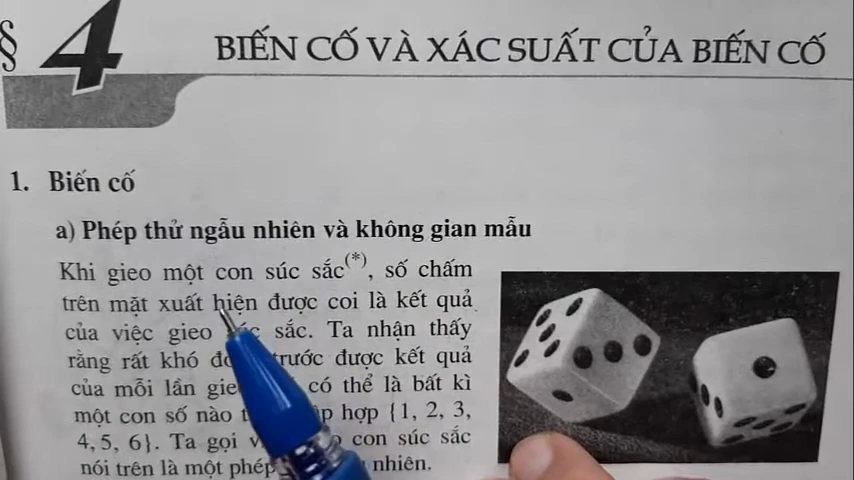 § 4 BIẾN CỐ VÀ XÁC SUẤT CỦA BIẾN CỐ
1. Biến cố
a) Phép thử ngẫu nhiên và không gian mẫu
Khi gieo một con súc sắc(*), số chấm
trên mặt xuất hiện được coi là kết quả
của việc gieo sắc. Ta nhận thấy
rằng rất khó trước được kết quả
của mỗi lần có thể là bất kì
một con số nào hợp {1, 2, 3,
4, 5, 6}. Ta gọi con súc sắc
nói trên là một phép nhiên.